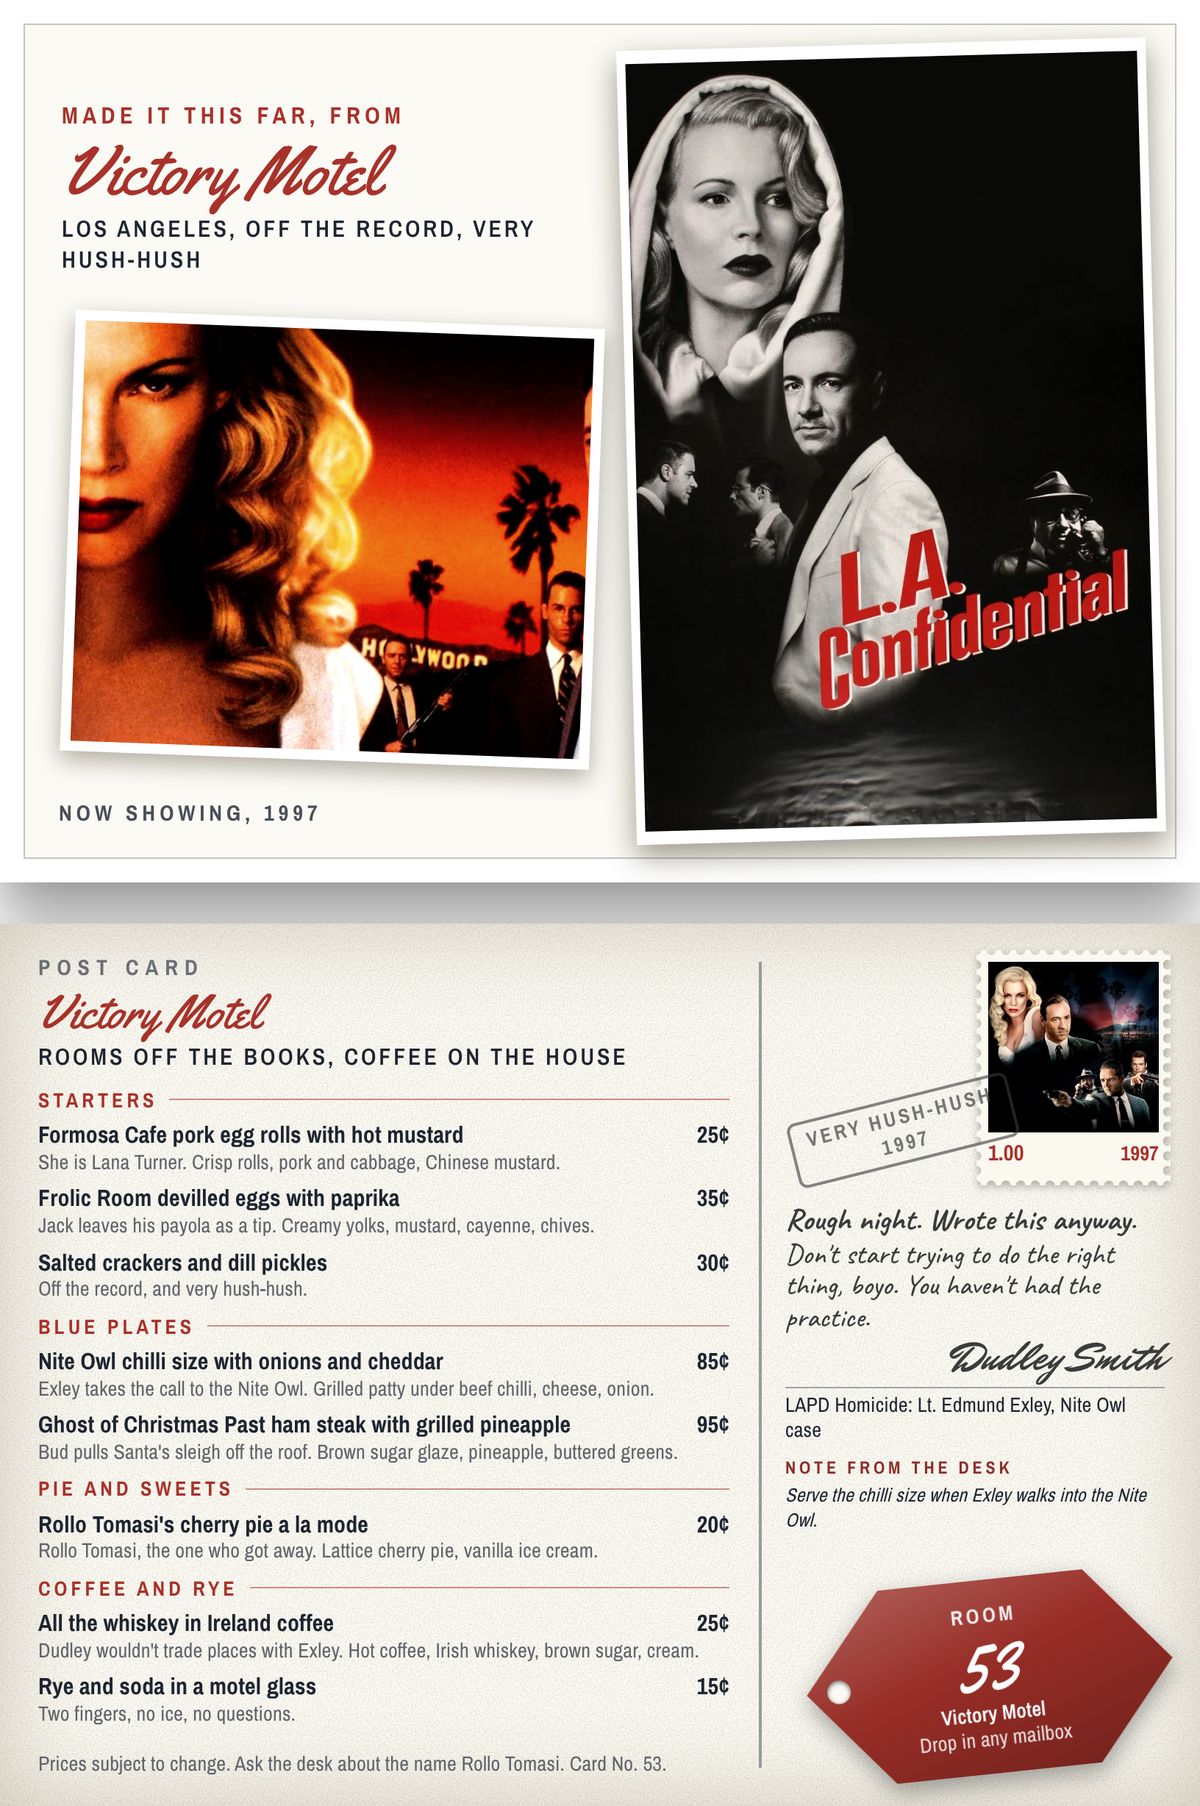 MADE IT THIS FAR, FROM
Victory Motel
LOS ANGELES, OFF THE RECORD, VERY
HUSH-HUSH
HOLLYWOOD
L.A.
Confidential
NOW SHOWING, 1997
POST CARD
Victory Motel
ROOMS OFF THE BOOKS, COFFEE ON THE HOUSE
STARTERS
Formosa Cafe pork egg rolls with hot mustard 25¢
She is Lana Turner. Crisp rolls, pork and cabbage, Chinese mustard.
Frolic Room devilled eggs with paprika 35¢
Jack leaves his payola as a tip. Creamy yolks, mustard, cayenne, chives.
Salted crackers and dill pickles 30¢
Off the record, and very hush-hush.
BLUE PLATES
Nite Owl chilli size with onions and cheddar 85¢
Exley takes the call to the Nite Owl. Grilled patty under beef chilli, cheese, onion.
Ghost of Christmas Past ham steak with grilled pineapple 95¢
Bud pulls Santa's sleigh off the roof. Brown sugar glaze, pineapple, buttered greens.
PIE AND SWEETS
Rollo Tomasi's cherry pie a la mode 20¢
Rollo Tomasi, the one who got away. Lattice cherry pie, vanilla ice cream.
COFFEE AND RYE
All the whiskey in Ireland coffee 25¢
Dudley wouldn't trade places with Exley. Hot coffee, Irish whiskey, brown sugar, cream.
Rye and soda in a motel glass 15¢
Two fingers, no ice, no questions.
Prices subject to change. Ask the desk about the name Rollo Tomasi. Card No. 53.
VERY HUSH-HUSH
1997
1.00 1997
Rough night. Wrote this anyway.
Don't start trying to do the right
thing, boyo. You haven't had the
practice.
Dudley Smith
LAPD Homicide: Lt. Edmund Exley, Nite Owl
case
NOTE FROM THE DESK
Serve the chilli size when Exley walks into the Nite
Owl.
ROOM
53
Victory Motel
Drop in any mailbox